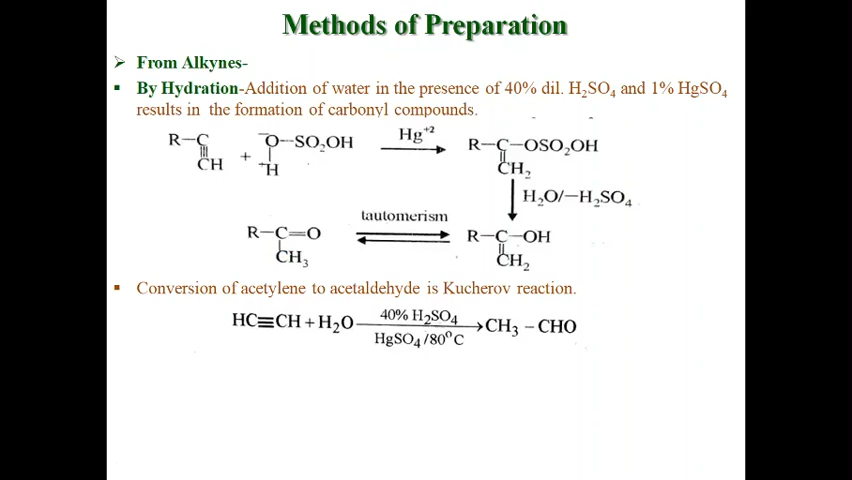 Methods of Preparation
➢ From Alkynes-
▪ By Hydration-Addition of water in the presence of 40% dil. H₂SO₄ and 1% HgSO₄
results in the formation of carbonyl compounds.
R–C≡CH + ⁻O–SO₂OH ⁺H Hg⁺² R–C–OSO₂OH
CH₂
H₂O/–H₂SO₄
R–C=O tautomerism R–C–OH
CH₃ CH₂
▪ Conversion of acetylene to acetaldehyde is Kucherov reaction.
HC≡CH + H₂O 40% H₂SO₄ HgSO₄/80⁰C → CH₃ – CHO